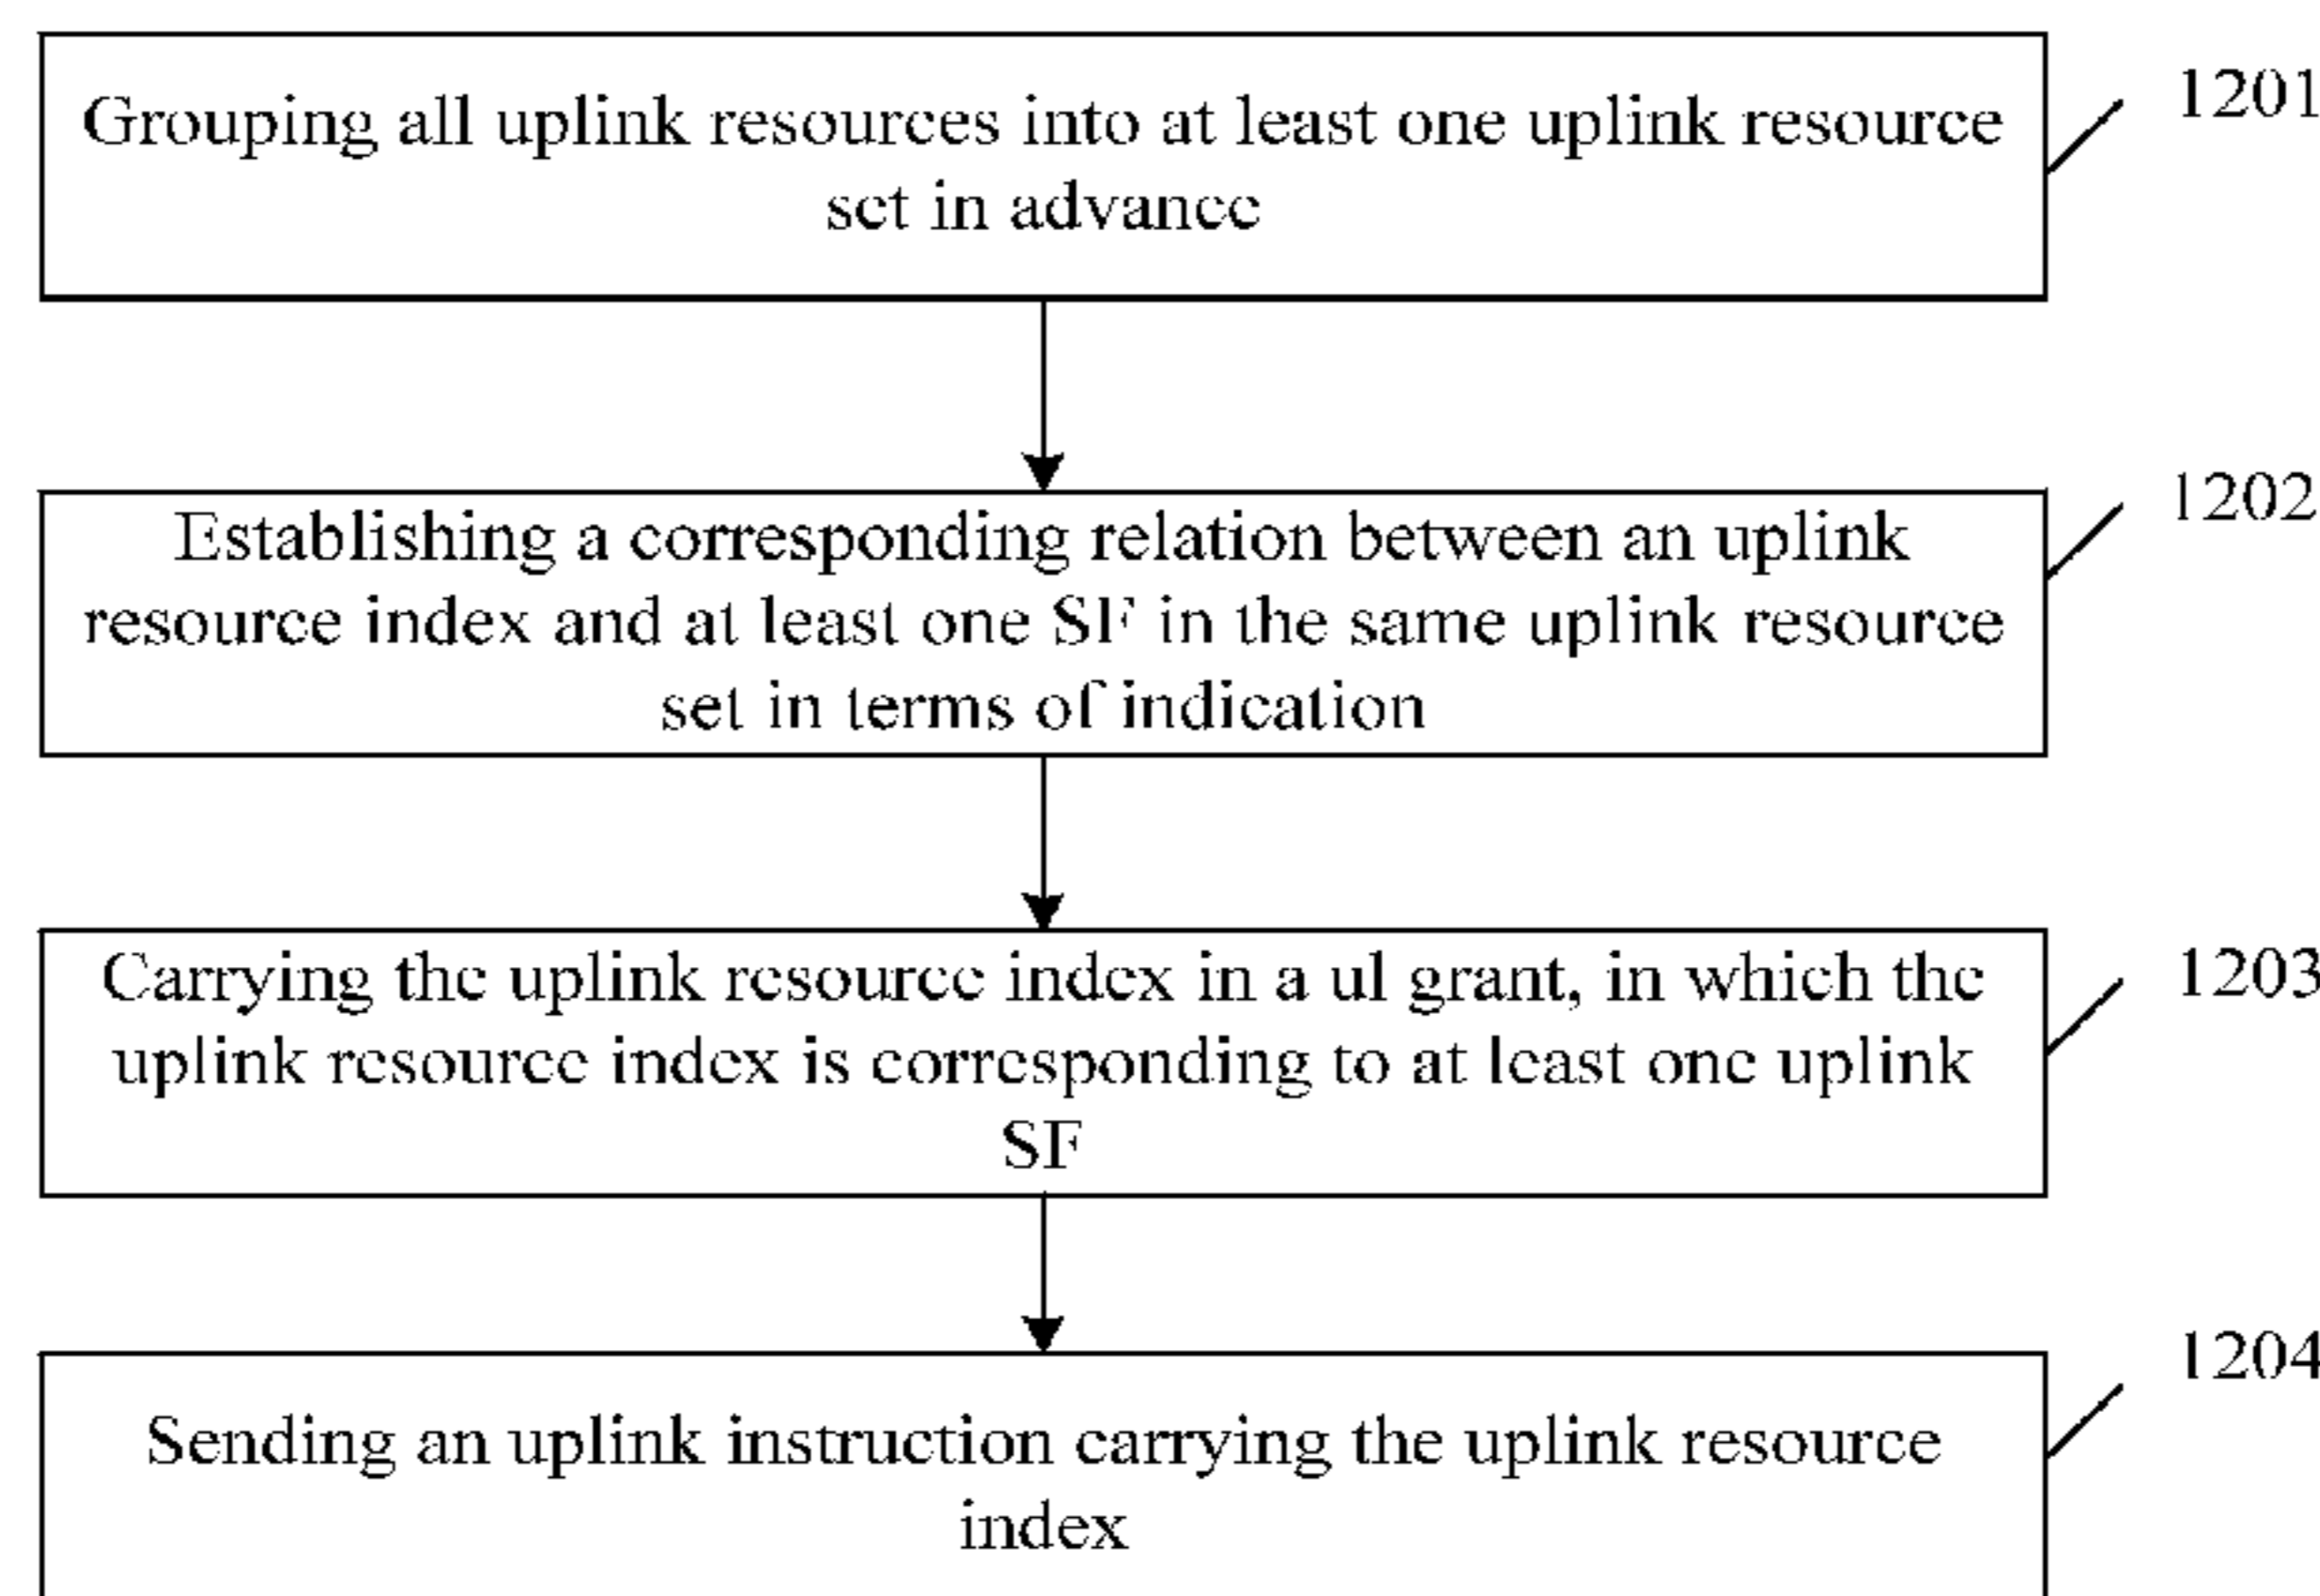 Grouping all uplink resources into at least one uplink resource
set in advance
1201
Establishing a corresponding relation between an uplink
resource index and at least one SF in the same uplink resource
set in terms of indication
1202
Carrying the uplink resource index in a ul grant, in which the
uplink resource index is corresponding to at least one uplink
SF
1203
Sending an uplink instruction carrying the uplink resource
index
1204